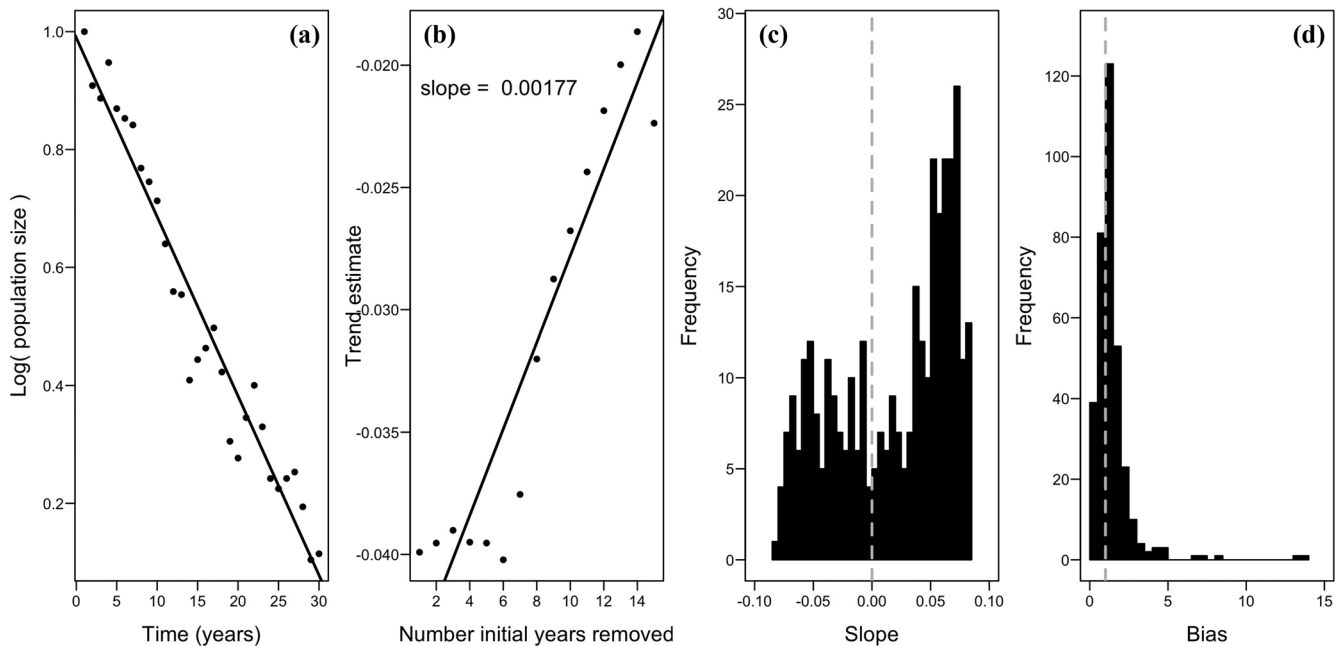 (a)
1.0
0.8
0.6
0.4
0.2
Log( population size )
0 5 10 15 20 25 30
Time (years)
(b)
slope = 0.00177
-0.020
-0.025
-0.030
-0.035
-0.040
Trend estimate
2 4 6 8 10 12 14
Number initial years removed
(c)
30
25
20
15
10
5
0
Frequency
-0.10 -0.05 0.00 0.05 0.10
Slope
(d)
120
100
80
60
40
20
0
Frequency
0 5 10 15
Bias